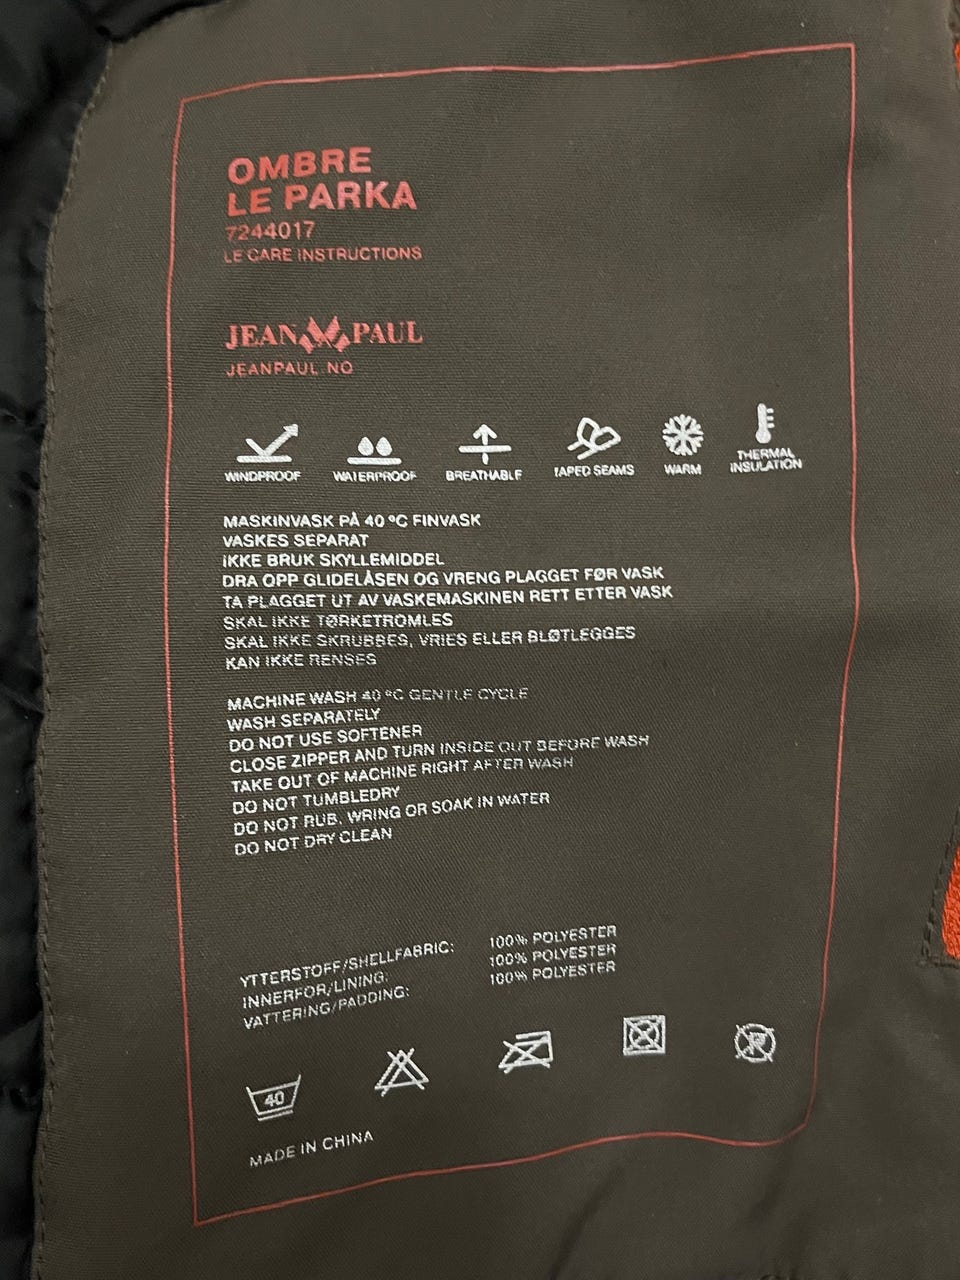 OMBRE
LE PARKA
7244017
LE CARE INSTRUCTIONS
JEAN PAUL
JEANPAUL.NO
WINDPROOF
WATERPROOF
BREATHABLE
TAPED SEAMS
WARM
THERMAL
INSULATION
MASKINVASK PÅ 40 ºC FINVASK
VASKES SEPARAT
IKKE BRUK SKYLLEMIDDEL
DRA OPP GLIDELÅSEN OG VRENG PLAGGET FØR VASK
TA PLAGGET UT AV VASKEMASKINEN RETT ETTER VASK
SKAL IKKE TØRKETROMLES
SKAL IKKE SKRUBBES, VRIES ELLER BLØTLEGGES
KAN IKKE RENSES
MACHINE WASH 40 ºC GENTLE CYCLE
WASH SEPARATELY
DO NOT USE SOFTENER
CLOSE ZIPPER AND TURN INSIDE OUT BEFORE WASH
TAKE OUT OF MACHINE RIGHT AFTER WASH
DO NOT TUMBLEDRY
DO NOT RUB, WRING OR SOAK IN WATER
DO NOT DRY CLEAN
YTTERSTOFF/SHELLFABRIC: 100% POLYESTER
INNERFOR/LINING: 100% POLYESTER
VATTERING/PADDING: 100% POLYESTER
40
P
MADE IN CHINA